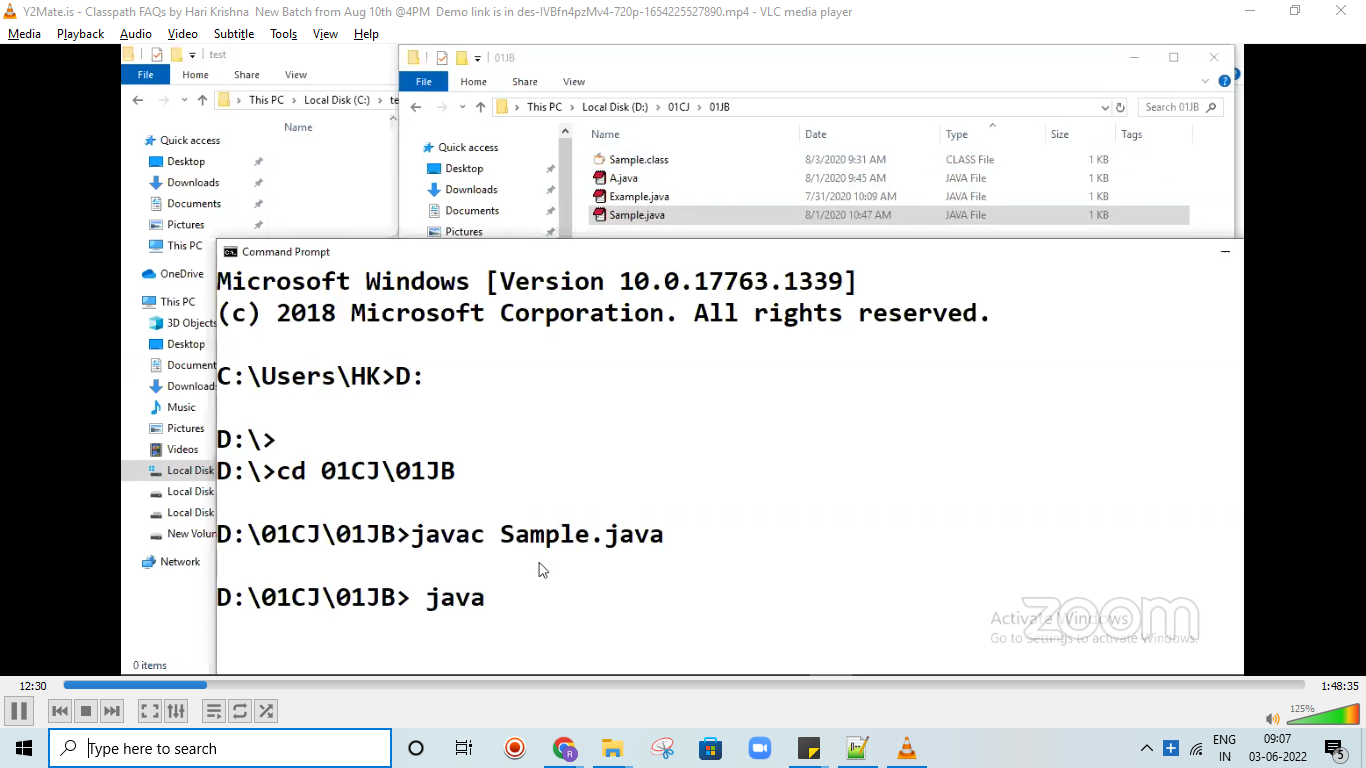 Y2Mate.is - Classpath FAQs by Hari Krishna New Batch from Aug 10th @4PM Demo link is in des-IVBfn4pzMv4-720p-1654225527890.mp4 - VLC media player
Media Playback Audio Video Subtitle Tools View Help
test
File Home Share View
This PC Local Disk (C:) te
Name
Quick access
Desktop
Downloads
Documents
Pictures
This PC
OneDrive
This PC
3D Objects
Desktop
Document
Download
Music
Pictures
Videos
Local Disk
Local Disk
Local Disk
New Volu
Network
0 items
01JB
File Home Share View
This PC Local Disk (D:) 01CJ 01JB Search 01JB
Quick access
Desktop
Downloads
Documents
Pictures
Name Date Type Size Tags
Sample.class 8/3/2020 9:31 AM CLASS File 1 KB
A.java 8/1/2020 9:45 AM JAVA File 1 KB
Example.java 7/31/2020 10:09 AM JAVA File 1 KB
Sample.java 8/1/2020 10:47 AM JAVA File 1 KB
Command Prompt
Microsoft Windows [Version 10.0.17763.1339]
(c) 2018 Microsoft Corporation. All rights reserved.
C:\Users\HK>D:
D:\>
D:\>cd 01CJ\01JB
D:\01CJ\01JB>javac Sample.java
D:\01CJ\01JB> java
zoom
Activate Windows
Go to Settings to activate Windows.
12:30 1:48:35
125%
Type here to search
ENG
IN
09:07
03-06-2022
5